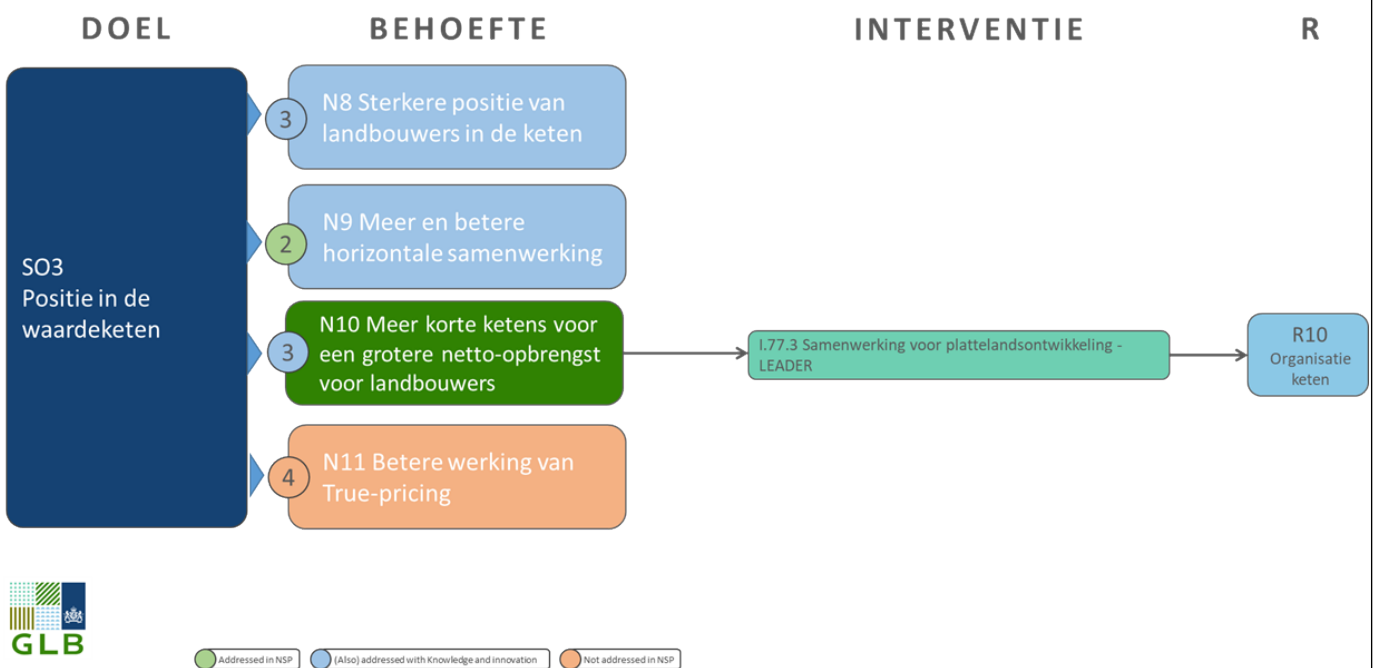 DOEL
BEHOEFTE
INTERVENTIE
R
SO3
Positie in de
waardeketen
3
N8 Sterkere positie van
landbouwers in de keten
2
N9 Meer en betere
horizontale samenwerking
3
N10 Meer korte ketens voor
een grotere netto-opbrengst
voor landbouwers
I.77.3 Samenwerking voor plattelandsontwikkeling -
LEADER
R10
Organisatie
keten
4
N11 Betere werking van
True-pricing
GLB
Addressed in NSP
(Also) addressed with Knowledge and innovation
Not addressed in NSP